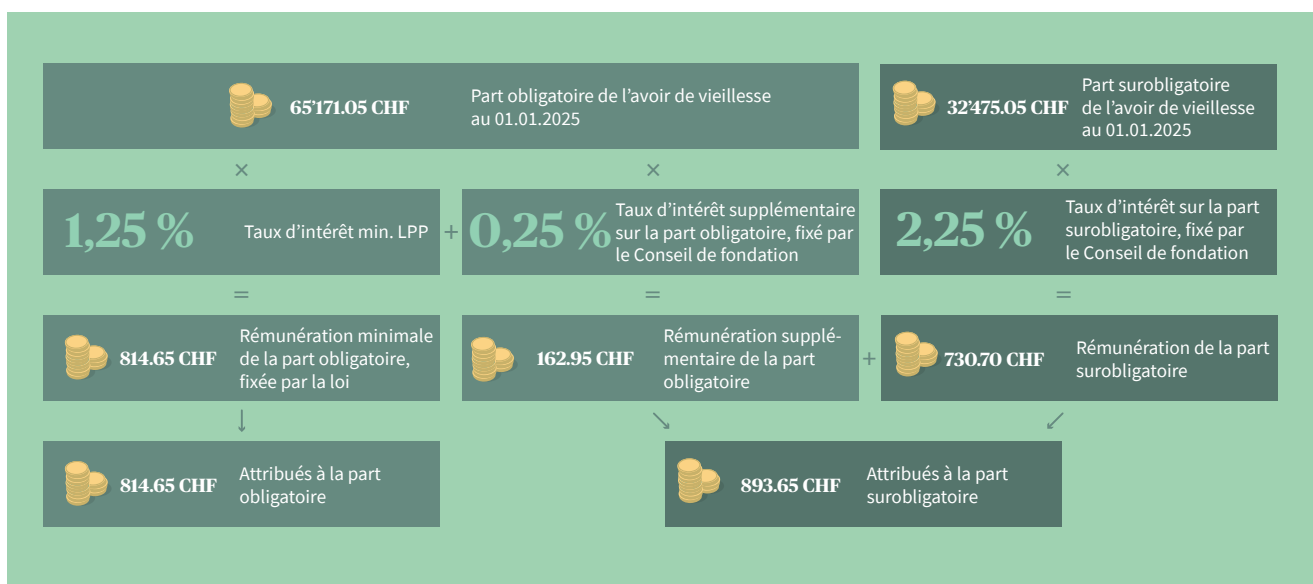 65’171.05 CHF
Part obligatoire de l’avoir de vieillesse
au 01.01.2025
32’475.05 CHF
Part surobligatoire
de l’avoir de vieillesse
au 01.01.2025
×
×
×
1,25 %
Taux d’intérêt min. LPP
+
0,25 %
Taux d’intérêt supplémentaire
sur la part obligatoire, fixé par
le Conseil de fondation
2,25 %
Taux d’intérêt sur la part
surobligatoire, fixé par
le Conseil de fondation
=
=
=
814.65 CHF
Rémunération minimale
de la part obligatoire,
fixée par la loi
162.95 CHF
Rémunération supplé-
mentaire de la part
obligatoire
+
730.70 CHF
Rémunération de la part
surobligatoire
↓
↘
↙
814.65 CHF
Attribués à la part
obligatoire
893.65 CHF
Attribués à la part
surobligatoire